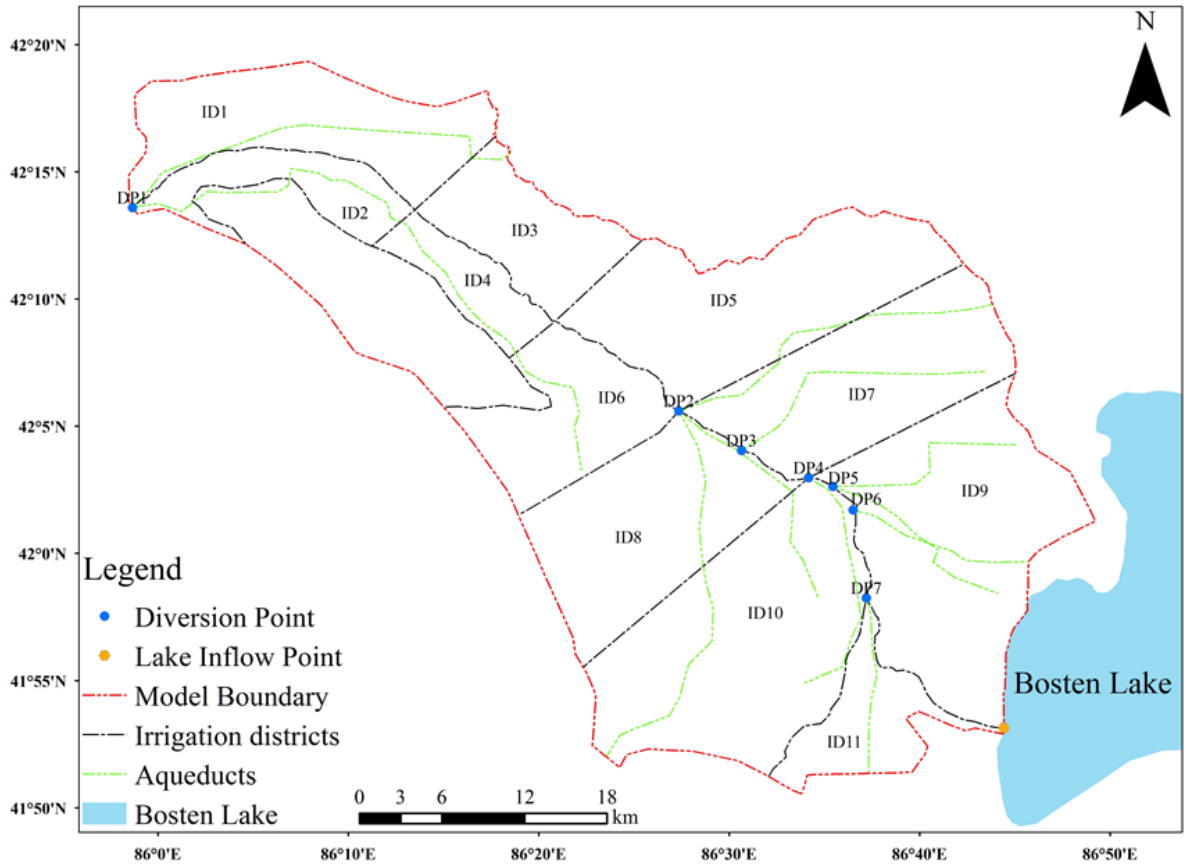 42°20'N
N
ID1
42°15'N
DP1
ID2
ID3
ID4
42°10'N
ID5
ID6
DP2
ID7
42°5'N
DP3
DP4
DP5
DP6
ID9
ID8
42°0'N
Legend
DP7
Diversion Point
ID10
Lake Inflow Point
41°55'N
Model Boundary
Bosten Lake
Irrigation districts
ID11
Aqueducts
41°50'N
Bosten Lake
0 3 6 12 18
km
86°0'E 86°10'E 86°20'E 86°30'E 86°40'E 86°50'E